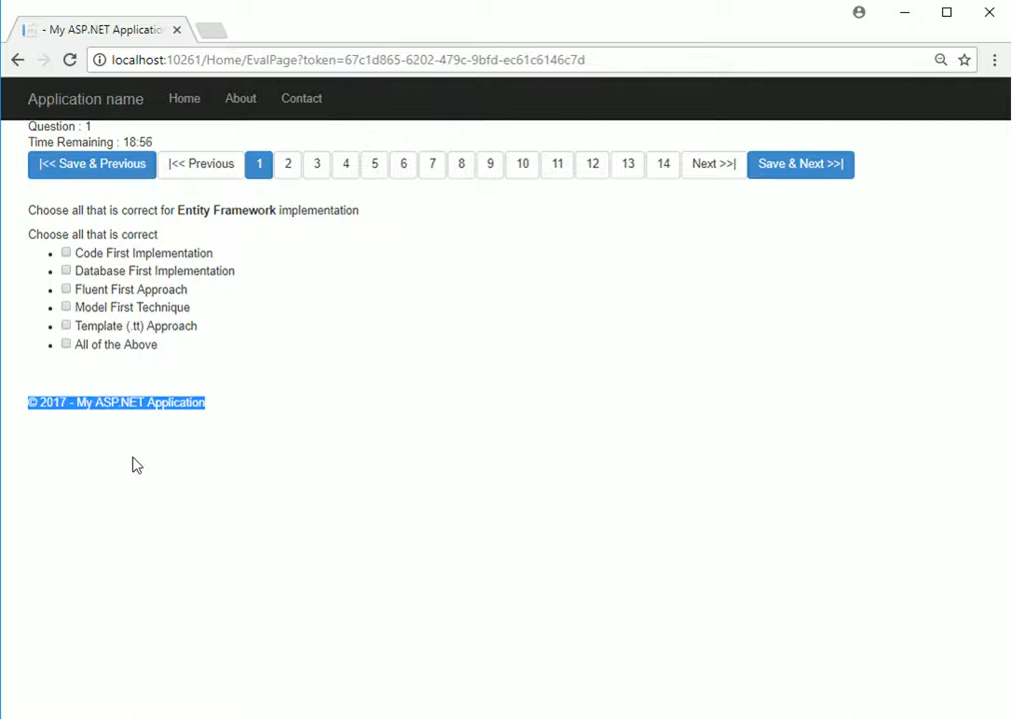 - My ASP.NET Applicatio
localhost:10261/Home/EvalPage?token=67c1d865-6202-479c-9bfd-ec61c6146c7d
Application name Home About Contact
Question : 1
Time Remaining : 18:56
|<< Save & Previous |<< Previous 1 2 3 4 5 6 7 8 9 10 11 12 13 14 Next >>| Save & Next >>|
Choose all that is correct for Entity Framework implementation
Choose all that is correct
Code First Implementation
Database First Implementation
Fluent First Approach
Model First Technique
Template (.tt) Approach
All of the Above
© 2017 - My ASP.NET Application